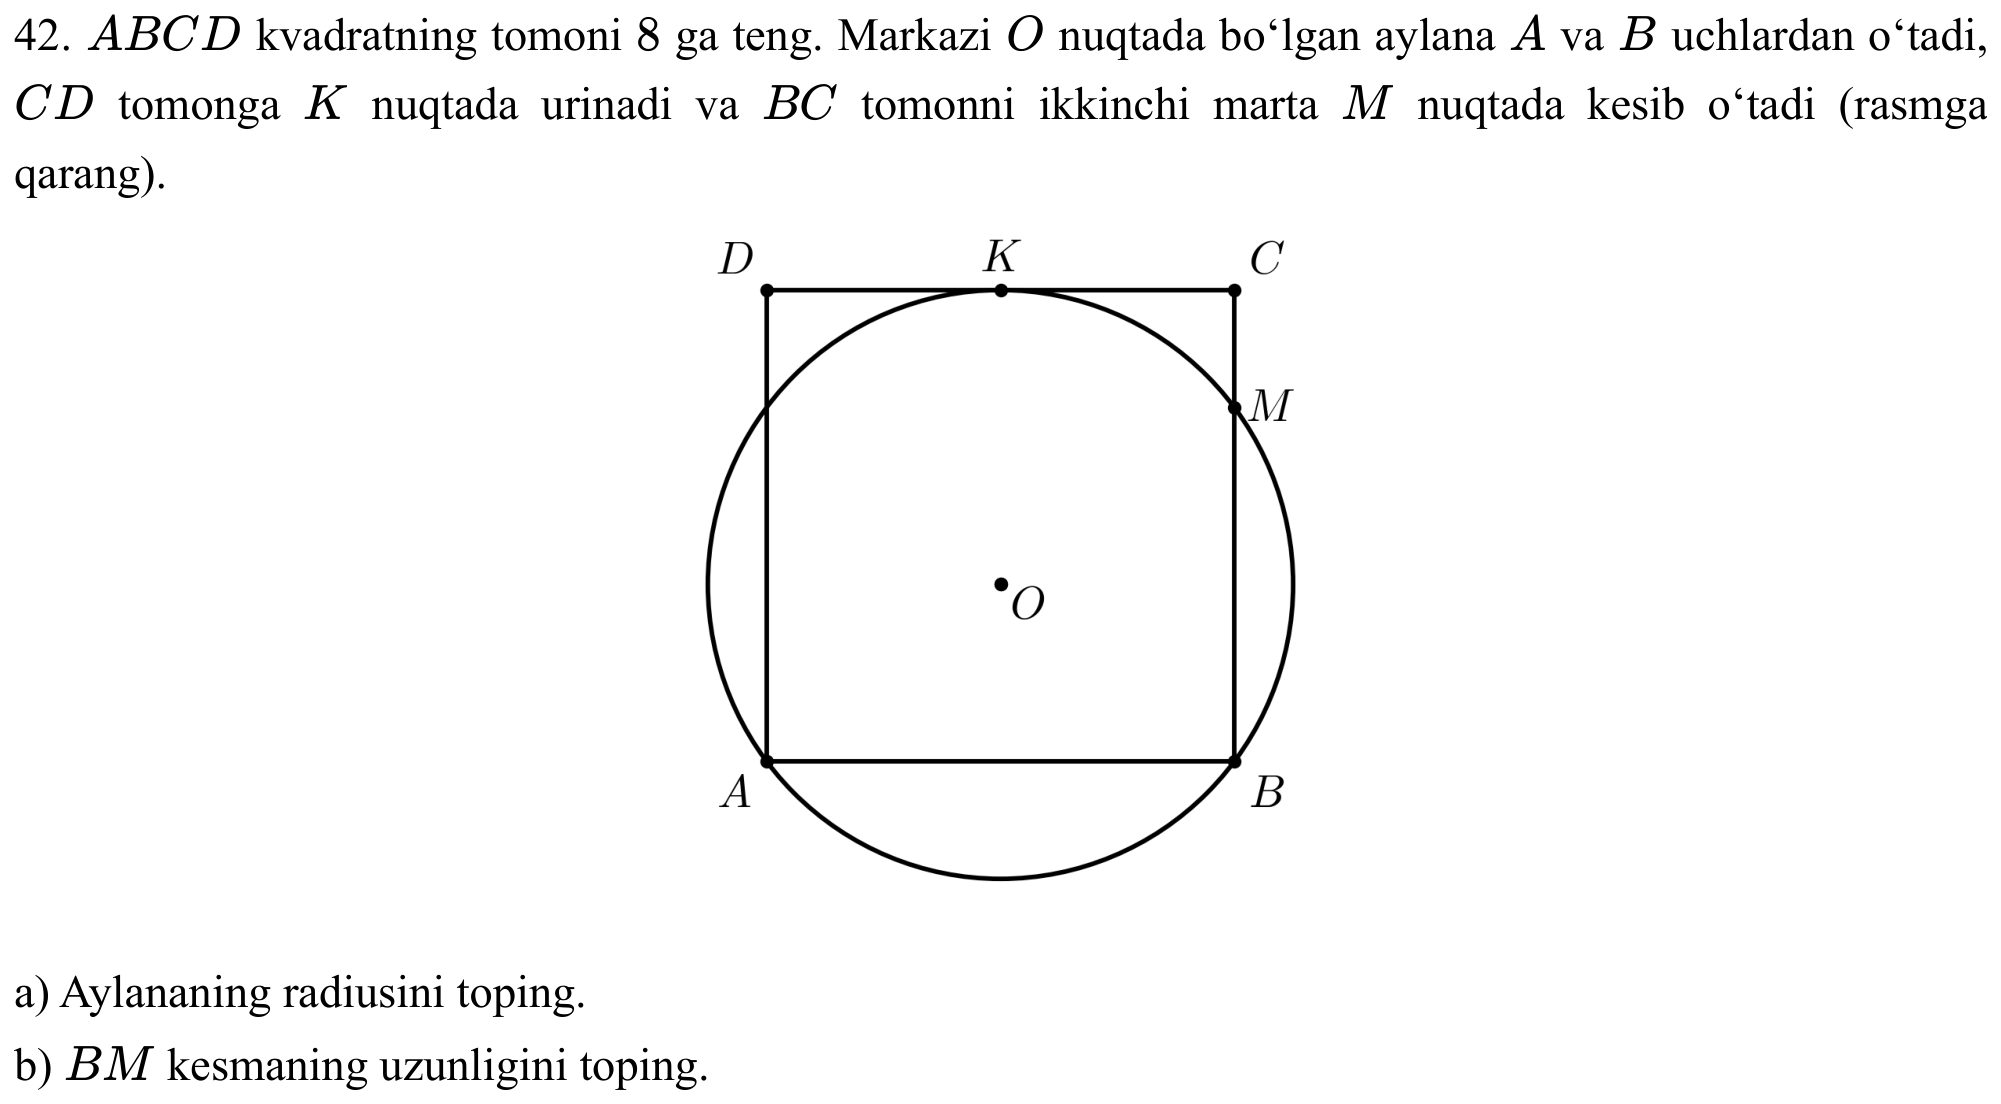 42. ABCD kvadratning tomoni 8 ga teng. Markazi O nuqtada bo‘lgan aylana A va B uchlardan o‘tadi,
CD tomonga K nuqtada urinadi va BC tomonni ikkinchi marta M nuqtada kesib o‘tadi (rasmga
qarang).
D K C
M
O
A B
a) Aylananing radiusini toping.
b) BM kesmaning uzunligini toping.